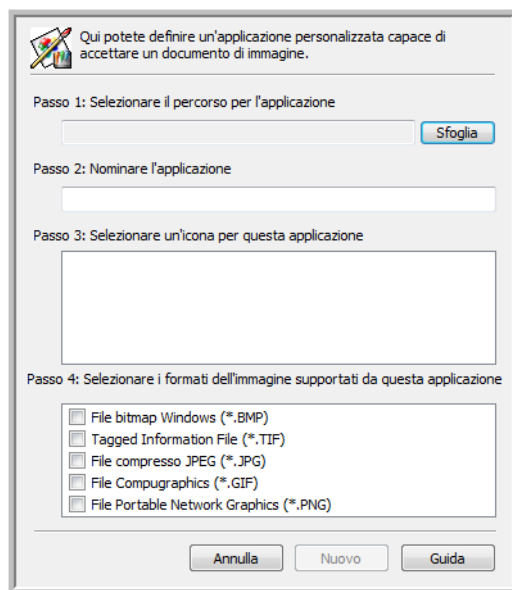 Qui potete definire un'applicazione personalizzata capace di
accettare un documento di immagine.
Passo 1: Selezionare il percorso per l'applicazione
Sfoglia
Passo 2: Nominare l'applicazione
Passo 3: Selezionare un'icona per questa applicazione
Passo 4: Selezionare i formati dell'immagine supportati da questa applicazione
File bitmap Windows (*.BMP)
Tagged Information File (*.TIF)
File compresso JPEG (*.JPG)
File Compugraphics (*.GIF)
File Portable Network Graphics (*.PNG)
Annulla Nuovo Guida